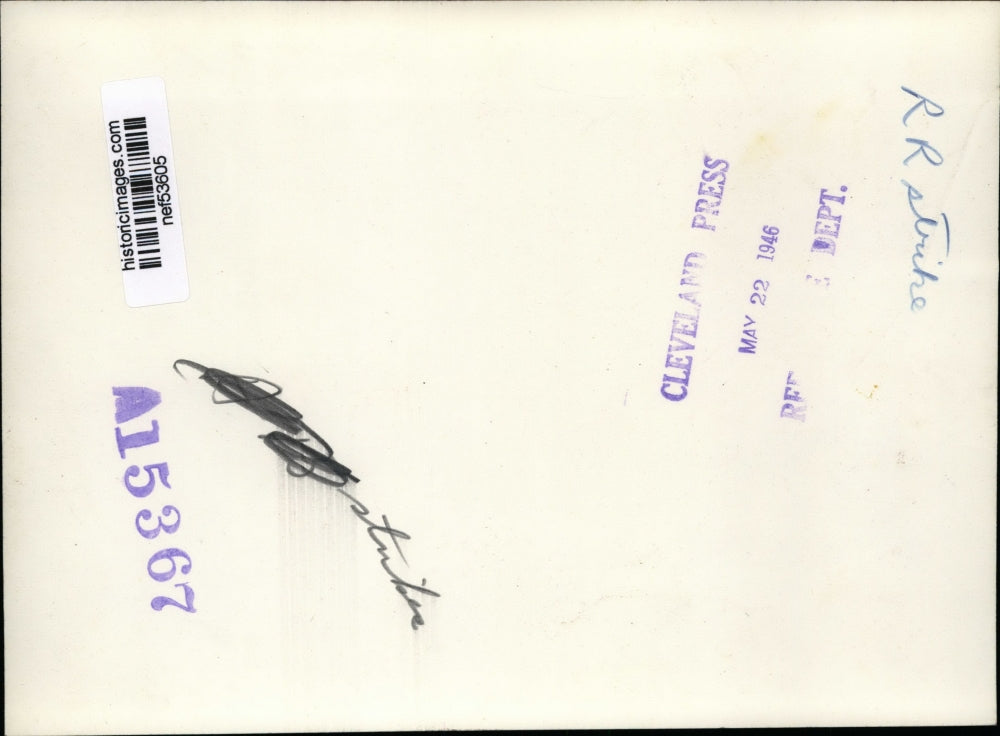 historicimages.com
nef53605
R R strike
CLEVELAND PRESS
MAY 22 1946
DEPT.
strike
A15367